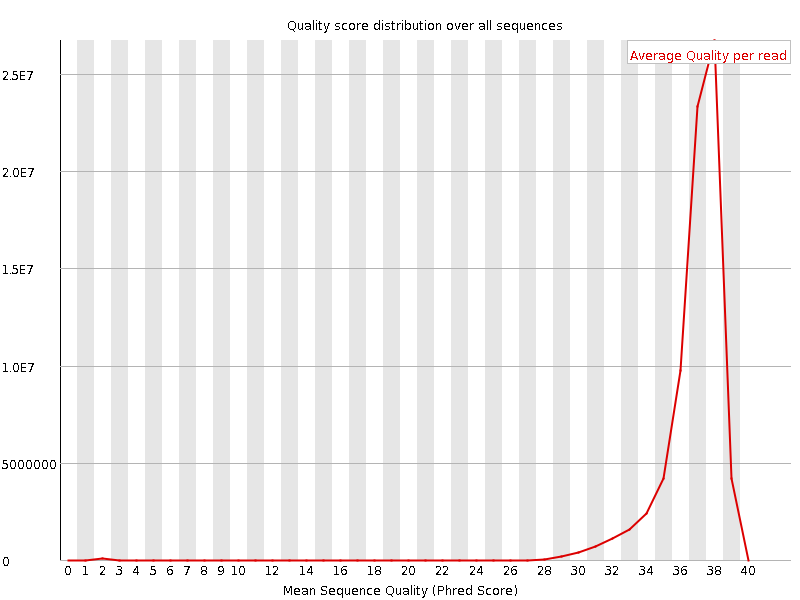 Quality score distribution over all sequences
Average Quality per read
2.5E7
2.0E7
1.5E7
1.0E7
5000000
0
0 1 2 3 4 5 6 7 8 9 10 12 14 16 18 20 22 24 26 28 30 32 34 36 38 40
Mean Sequence Quality (Phred Score)